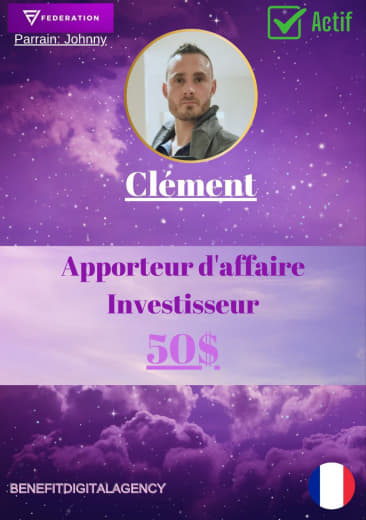 FEDERATION
Actif
Parrain: Johnny
Clément
Apporteur d'affaire
Investisseur
50$
BENEFITDIGITALAGENCY